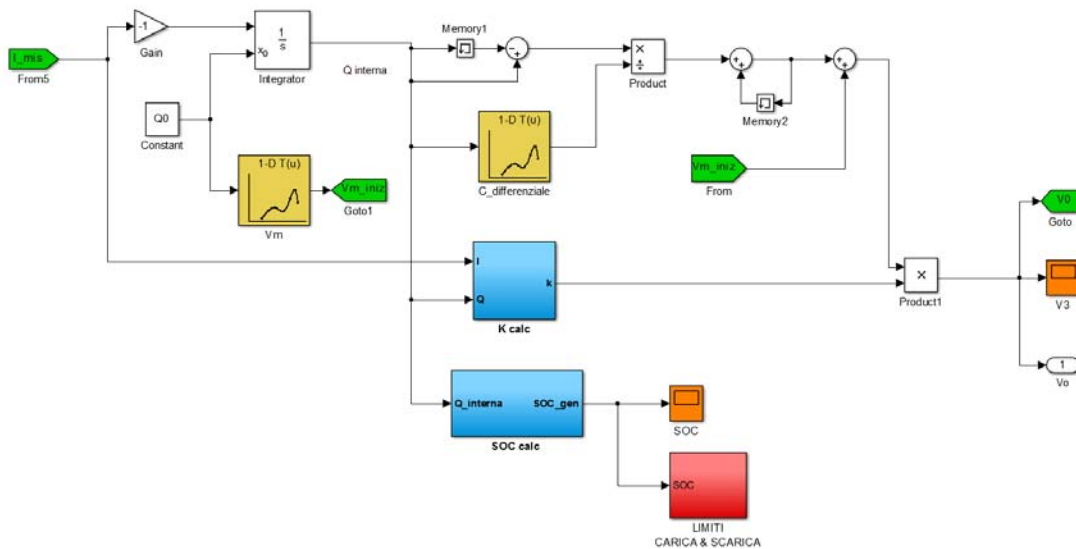 I_mis
From5
-1
Gain
1
s
xo
Integrator
Q interna
Memory1
Q0
Constant
1-D T(u)
Vm
Vm_iniz
Goto1
1-D T(u)
C_differenziale
×
÷
Product
Memory2
Vm_iniz
From
I
Q
k
K calc
×
Product1
V0
Goto
V3
1
Vo
Q_interna
SOC_gen
SOC calc
SOC
SOC
LIMITI
CARICA & SCARICA